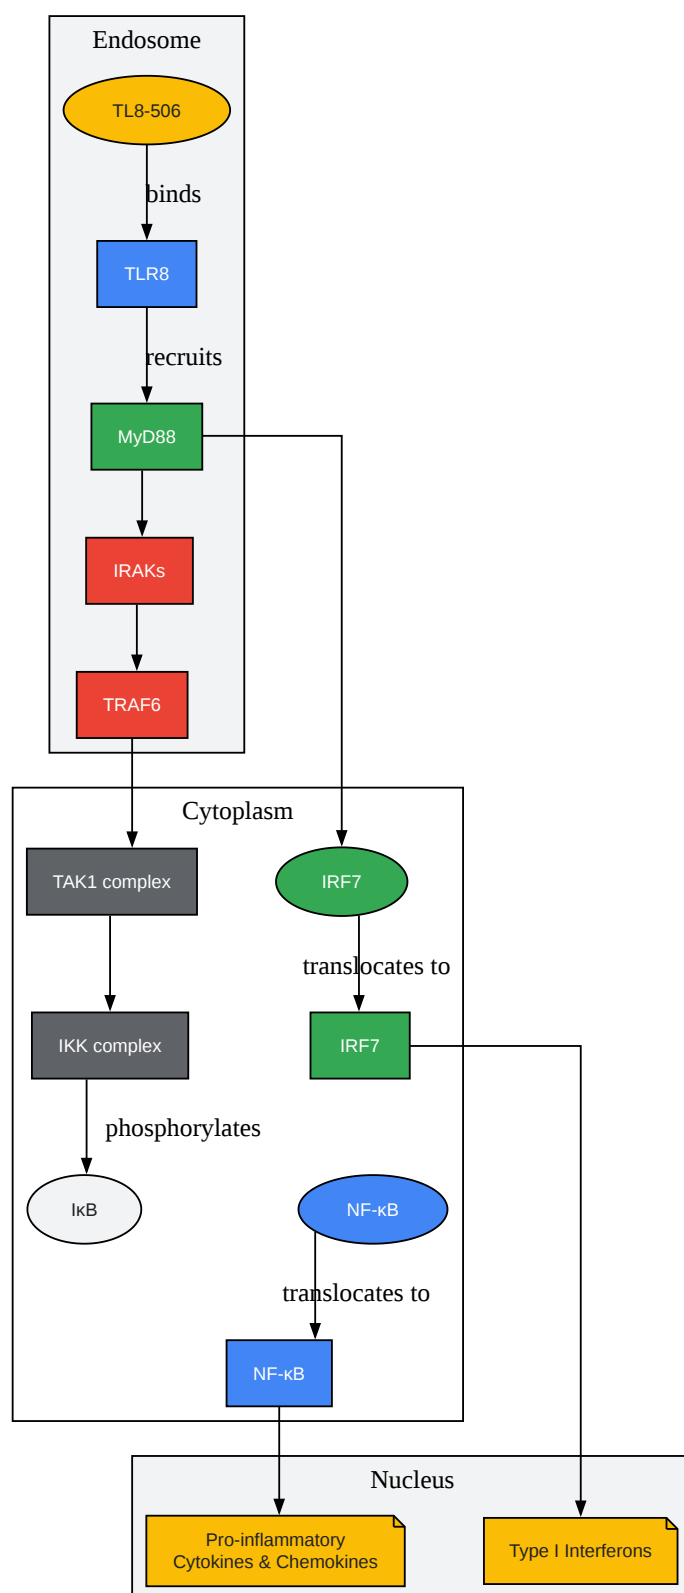 Endosome
TL8-506
binds
TLR8
recruits
MyD88
IRAKs
TRAF6
Cytoplasm
TAK1 complex
IRF7
translocates to
IKK complex
IRF7
phosphorylates
IκB
NF-κB
translocates to
NF-κB
Nucleus
Pro-inflammatory
Cytokines & Chemokines
Type I Interferons